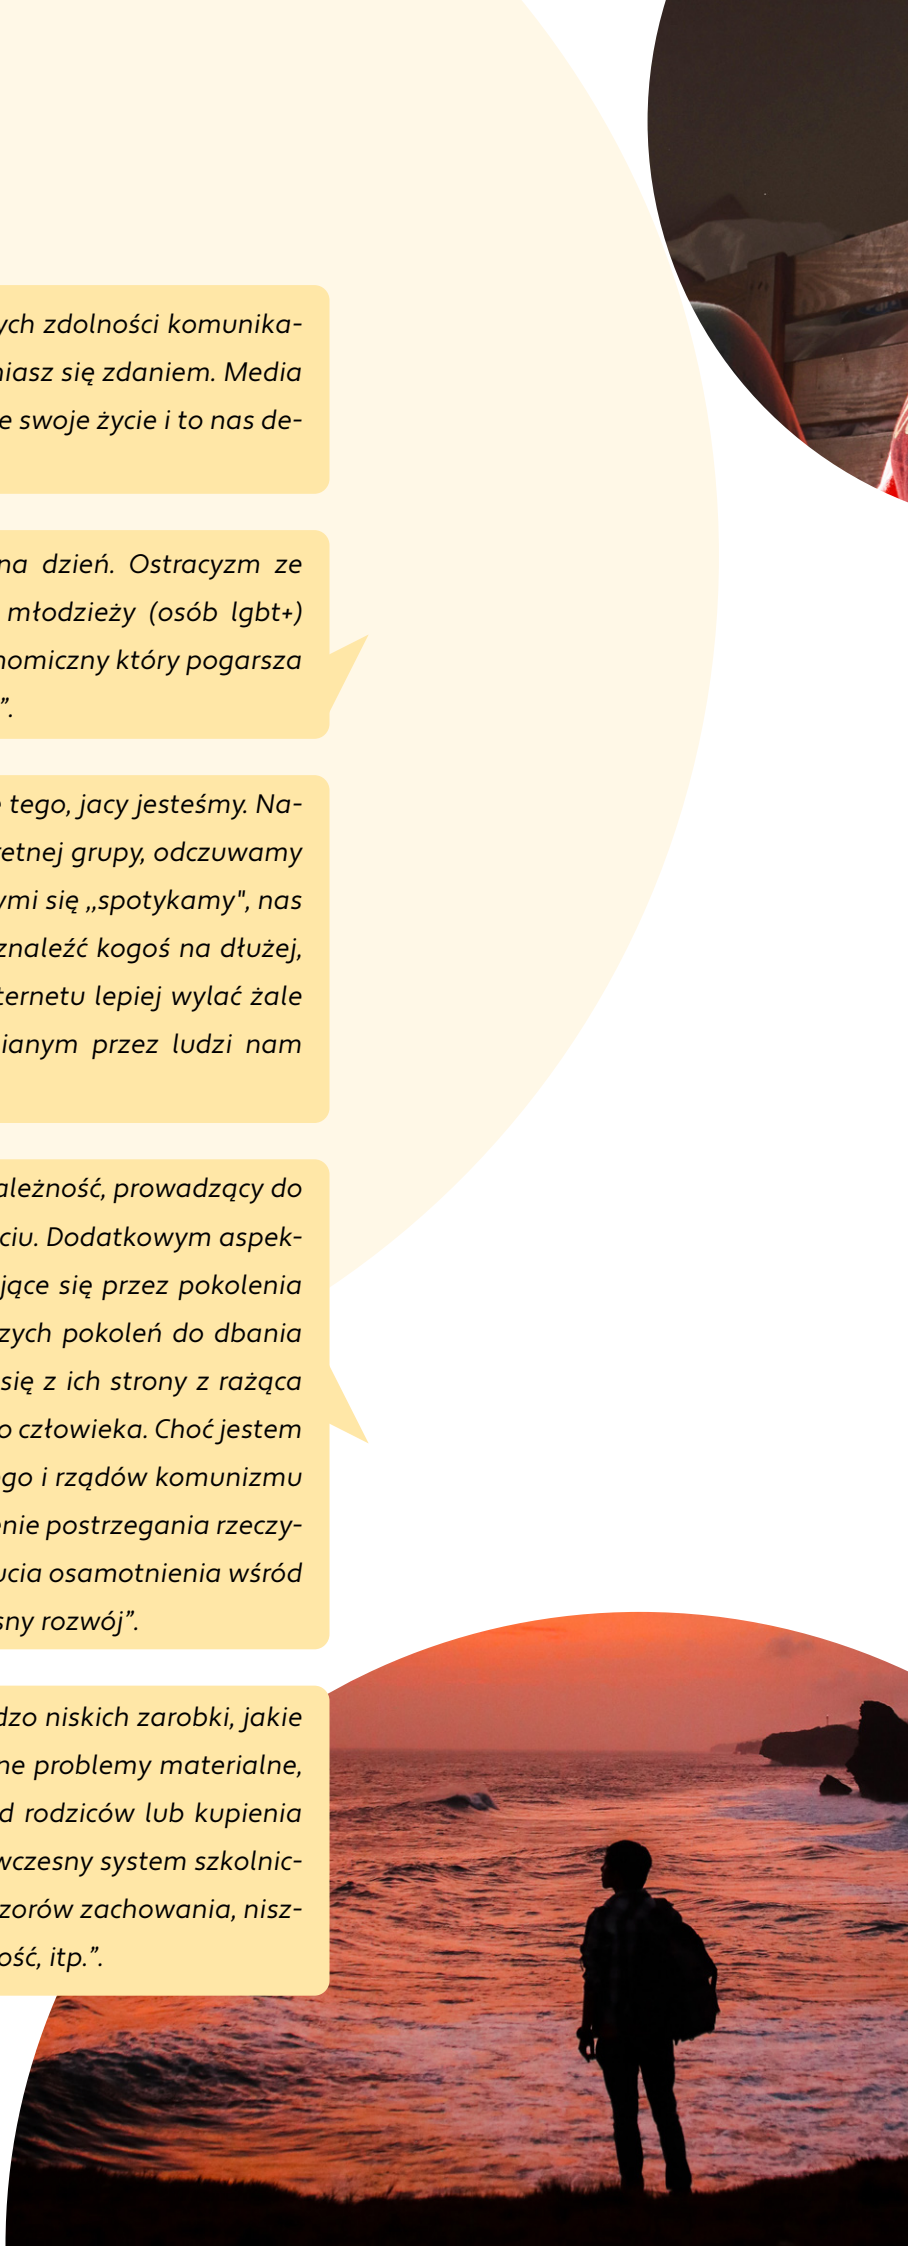 ych zdolności komunika-
niasz się zdaniem. Media
e swoje życie i to nas de-
na dzień. Ostracyzm ze
młodzieży (osób lgbt+)
nomiczny który pogarsza
”.
e tego, jacy jesteśmy. Na-
retnej grupy, odczuwamy
ymi się ,,spotykamy", nas
znaleźć kogoś na dłużej,
ternetu lepiej wylać żale
ianym przez ludzi nam
ależność, prowadzący do
ciu. Dodatkowym aspek-
jące się przez pokolenia
zych pokoleń do dbania
się z ich strony z rażąca
o człowieka. Choć jestem
go i rządów komunizmu
enie postrzegania rzeczy-
ucia osamotnienia wśród
sny rozwój”.
dzo niskich zarobki, jakie
ne problemy materialne,
d rodziców lub kupienia
wczesny system szkolnic-
zorów zachowania, nisz-
ość, itp.”.